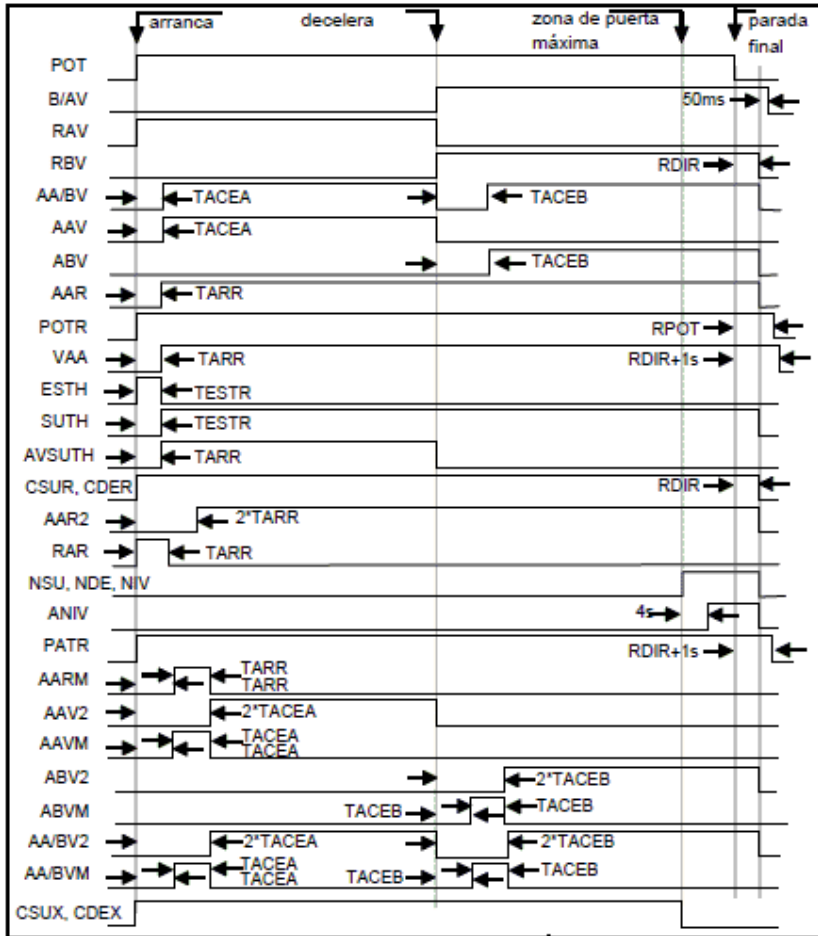 arranca decelera zona de puerta máxima parada final
POT
B/AV 50ms
RAV
RBV RDIR
AA/BV TACEA TACEB
AAV TACEA
ABV TACEB
AAR TARR
POTR RPOT
VAA TARR RDIR+1s
ESTH TESTR
SUTH TESTR
AVSUTH TARR
CSUR, CDER RDIR
AAR2 2*TARR
RAR TARR
NSU, NDE, NIV
ANIV 4s
PATR RDIR+1s
AARM TARR
TARR
AAV2 2*TACEA
AAVM TACEA
TACEA
ABV2 2*TACEB
ABVM TACEB TACEB
AA/BV2 2*TACEA 2*TACEB
AA/BVM TACEA
TACEA TACEB TACEB
CSUX, CDEX